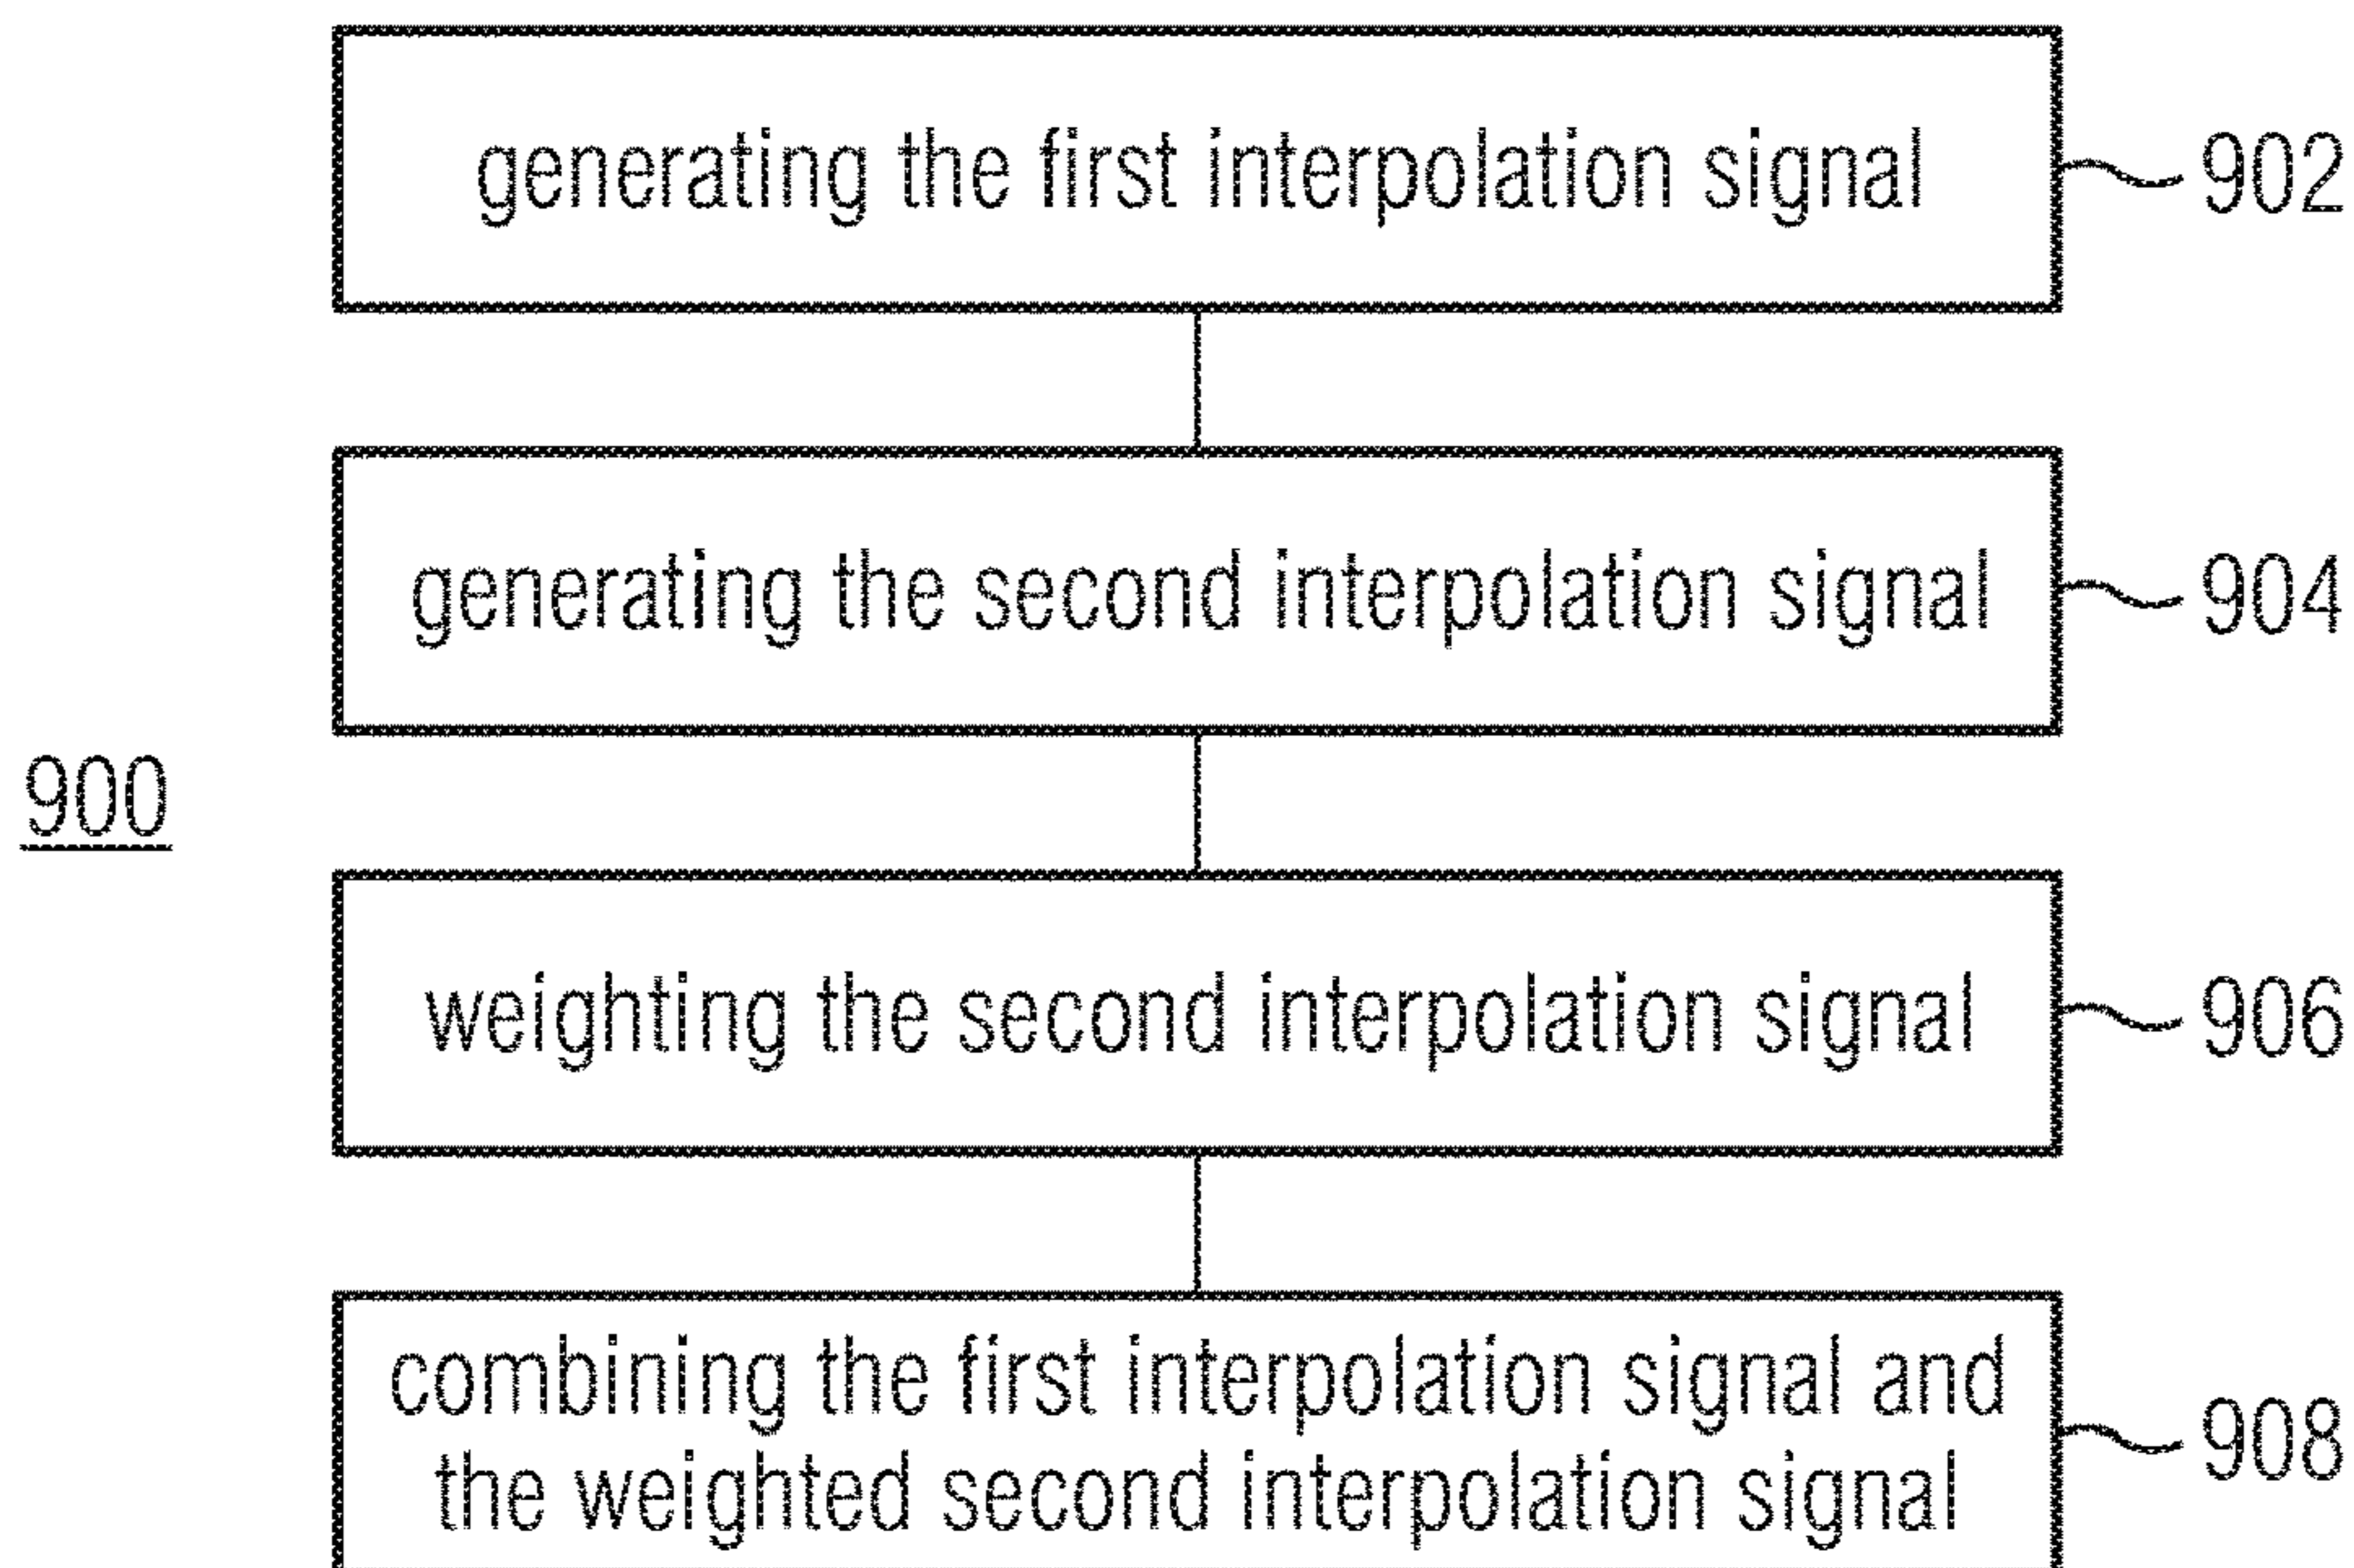 generating the first interpolation signal
902
generating the second interpolation signal
904
900
weighting the second interpolation signal
906
combining the first interpolation signal and
the weighted second interpolation signal
908